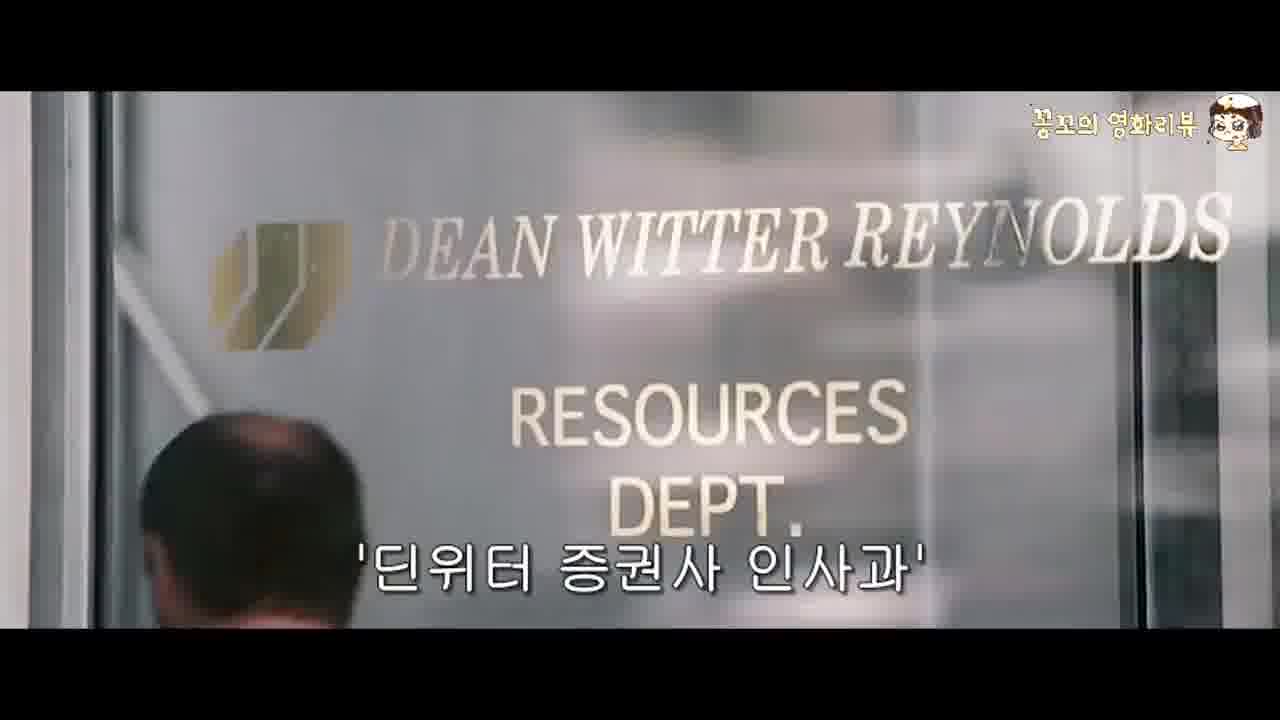 꽁꼬의 영화리뷰
DEAN WITTER REYNOLDS
RESOURCES
DEPT.
'딘위터 증권사 인사과'